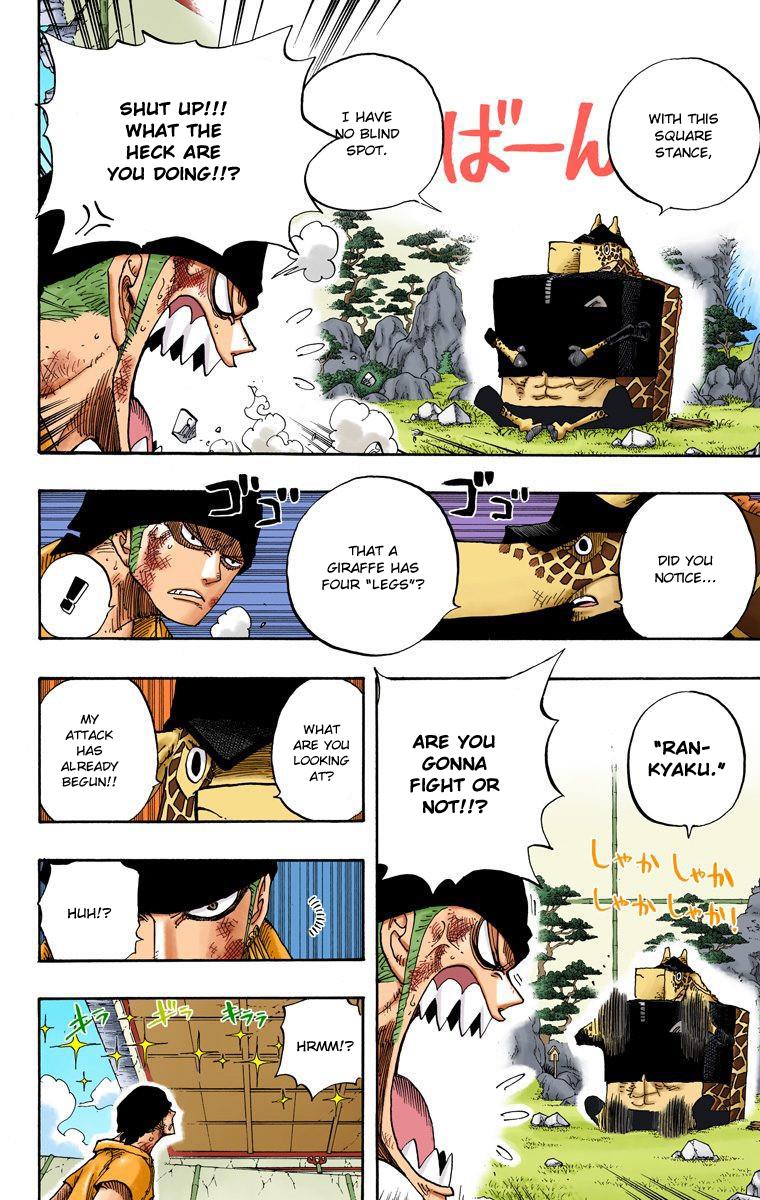 WITH THIS
SQUARE
STANCE,
ばーん
I HAVE
NO BLIND
SPOT.
SHUT UP!!!
WHAT THE
HECK ARE
YOU DOING!!?
DID YOU
NOTICE...
ゴゴ
THAT A
GIRAFFE HAS
FOUR “LEGS”?
ゴゴゴ
!
“RAN-
KYAKU.”
しゃか しゃか
しゃか しゃか!
ARE YOU
GONNA
FIGHT OR
NOT!!?
WHAT
ARE YOU
LOOKING
AT?
MY
ATTACK
HAS
ALREADY
BEGUN!!
HUH!?
HRMM!?
キラ
キラ
キララ